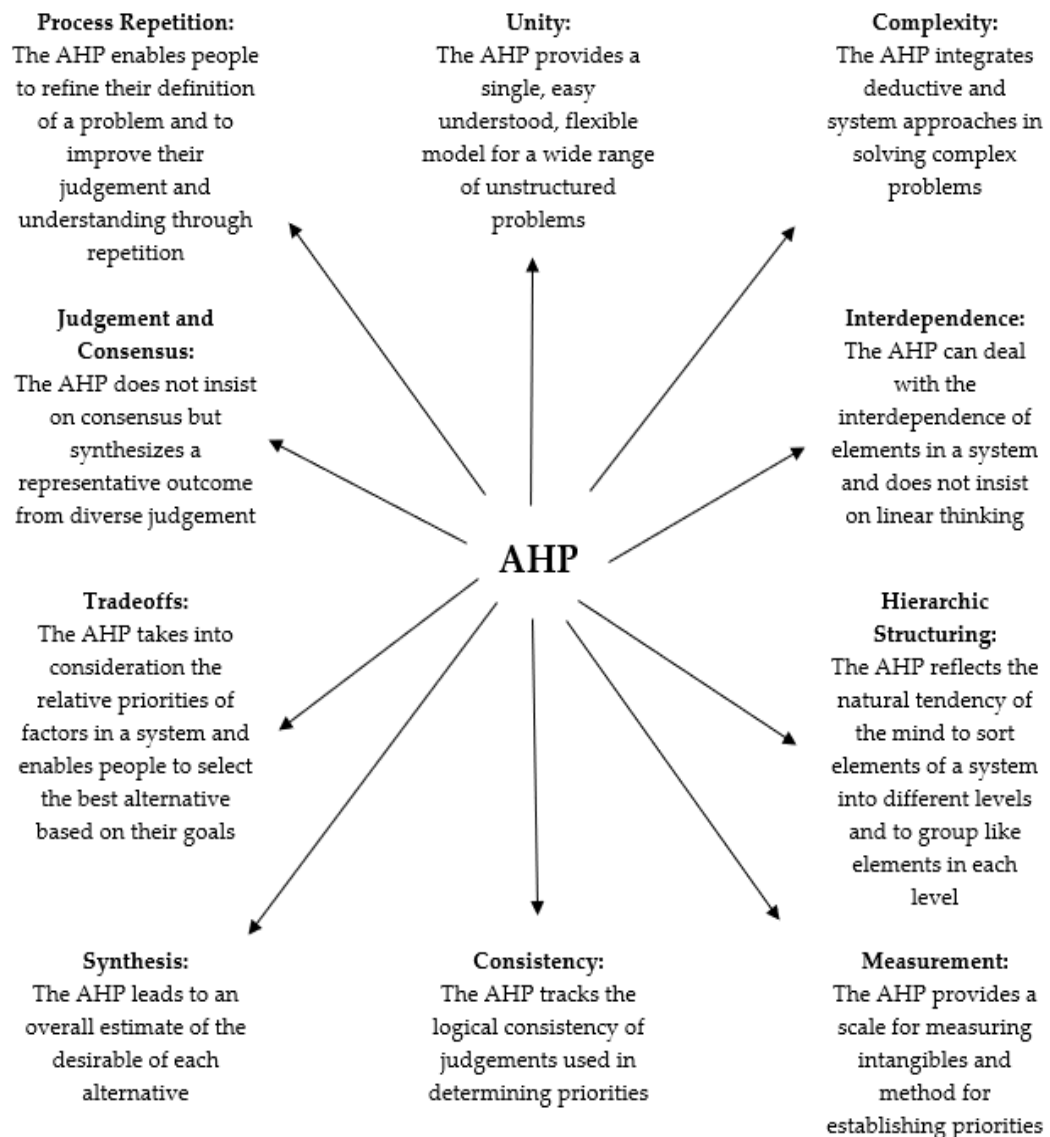 Process Repetition:
The AHP enables people
to refine their definition
of a problem and to
improve their
judgement and
understanding through
repetition
Unity:
The AHP provides a
single, easy
understood, flexible
model for a wide range
of unstructured
problems
Complexity:
The AHP integrates
deductive and
system approaches in
solving complex
problems
Judgement and
Consensus:
The AHP does not insist
on consensus but
synthesizes a
representative outcome
from diverse judgement
Interdependence:
The AHP can deal
with the
interdependence of
elements in a system
and does not insist
on linear thinking
AHP
Tradeoffs:
The AHP takes into
consideration the
relative priorities of
factors in a system and
enables people to select
the best alternative
based on their goals
Hierarchic
Structuring:
The AHP reflects the
natural tendency of
the mind to sort
elements of a system
into different levels
and to group like
elements in each
level
Synthesis:
The AHP leads to an
overall estimate of the
desirable of each
alternative
Consistency:
The AHP tracks the
logical consistency of
judgements used in
determining priorities
Measurement:
The AHP provides a
scale for measuring
intangibles and
method for
establishing priorities